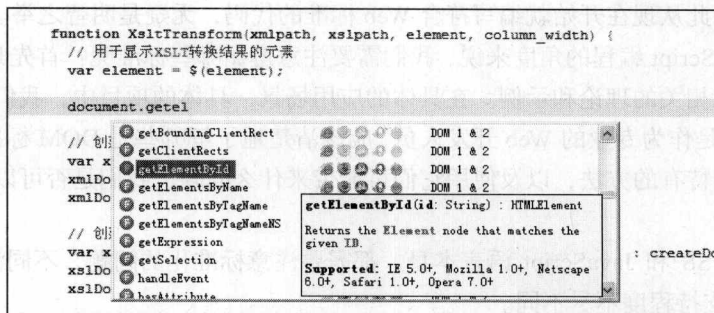 function XsltTransform(xmlpath, xslpath, element, column_width) {
// 用于显示XSLT转换结果的元素
var element = $(element);
document.getel
// 创
var x
xmlDo
xmlDo
// 创
var x
xslDo
xslDo
getBoundingClientRect DOM 1 & 2
getClientRects DOM 1 & 2
getElementById DOM 1 & 2
getElementsByName DOM 1 & 2
getElementsByTagName
getElementsByTagNameNS
getExpression
getSelection
handleEvent
hasAttribute
getElementById(id: String) : HTMLElement
Returns the Element node that matches the
given ID.
Supported: IE 5.0+, Mozilla 1.0+, Netscape
6.0+, Safari 1.0+, Opera 7.0+
: createDo